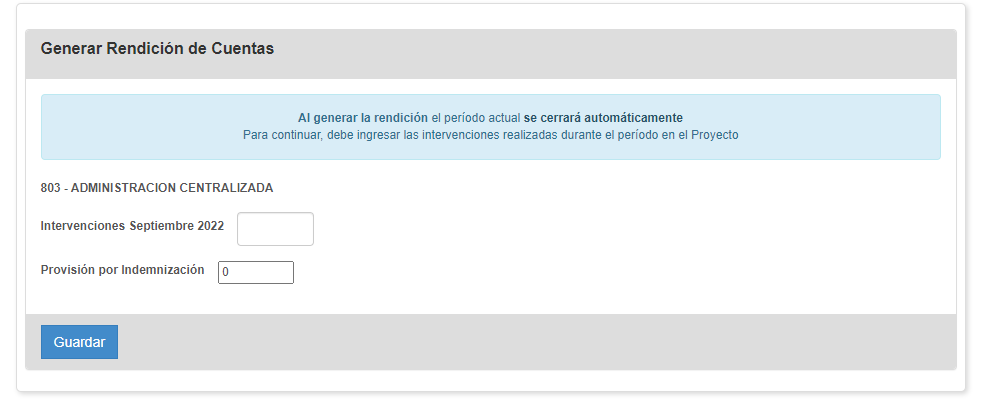 Generar Rendición de Cuentas
Al generar la rendición el período actual se cerrará automáticamente
Para continuar, debe ingresar las intervenciones realizadas durante el período en el Proyecto
803 - ADMINISTRACION CENTRALIZADA
Intervenciones Septiembre 2022
Provisión por Indemnización 0
Guardar